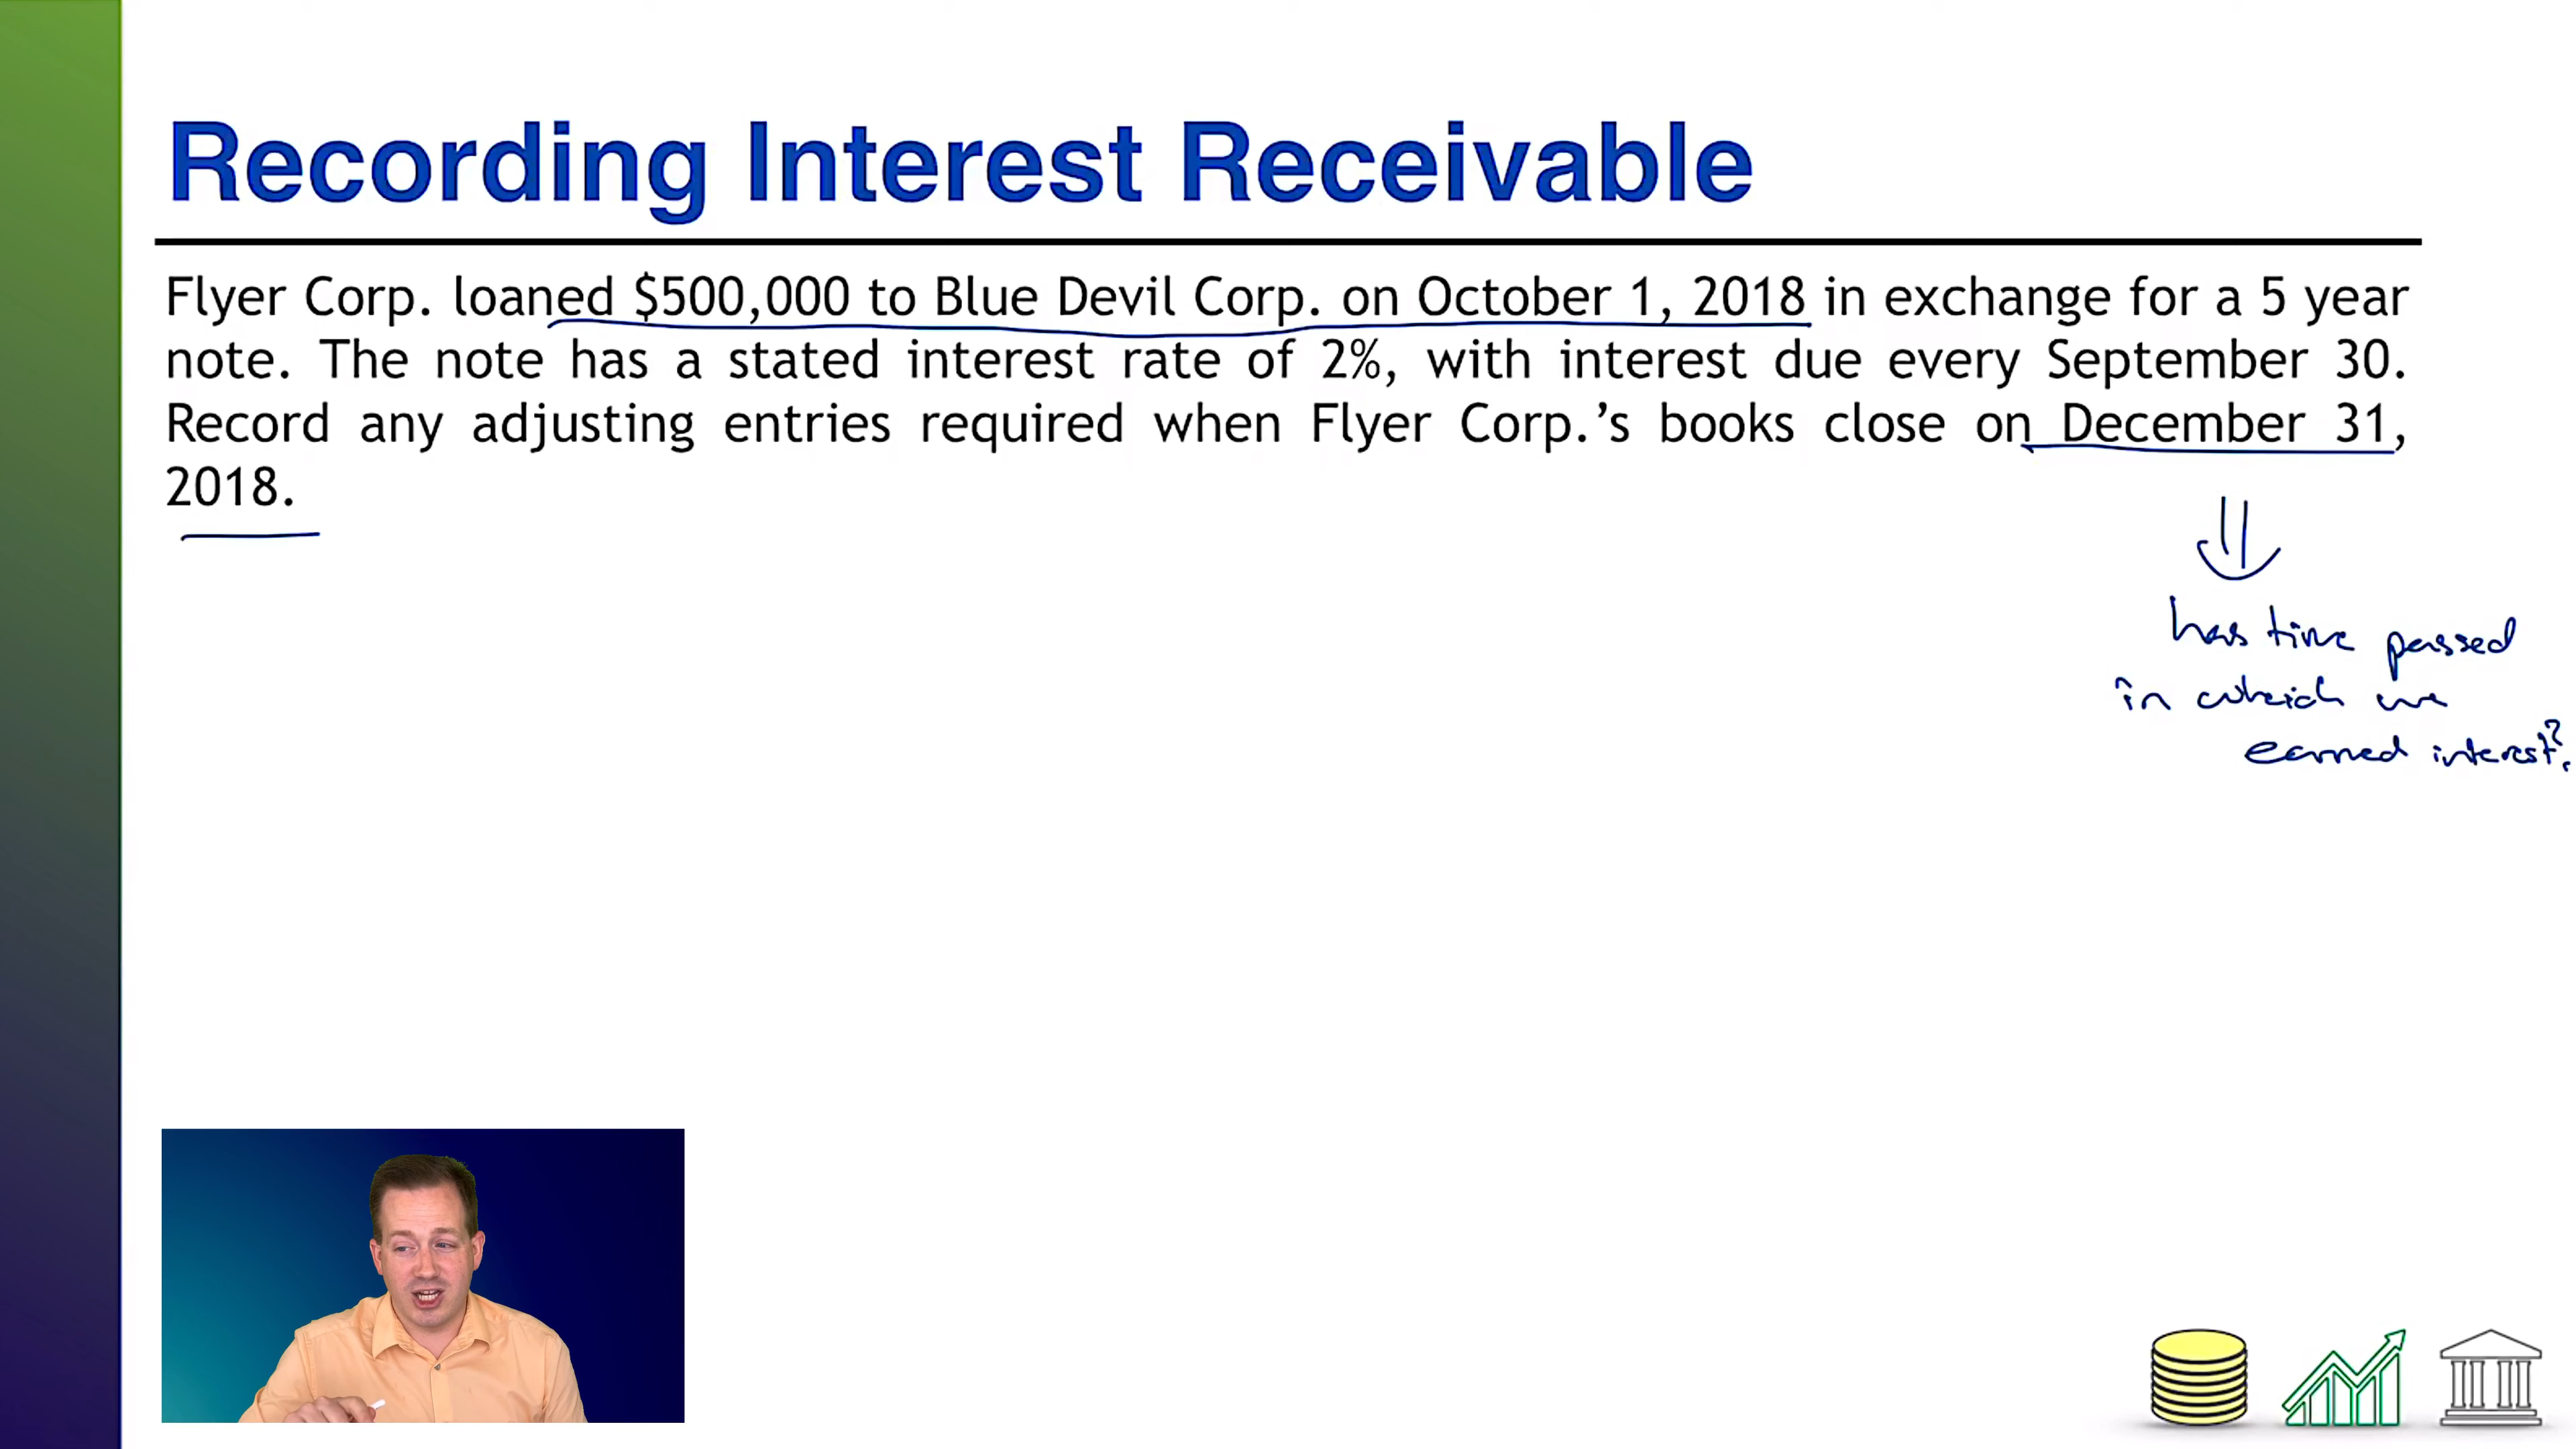 Recording Interest Receivable
Flyer Corp. loaned $500,000 to Blue Devil Corp. on October 1, 2018 in exchange for a 5 year
note. The note has a stated interest rate of 2%, with interest due every September 30.
Record any adjusting entries required when Flyer Corp.’s books close on December 31,
2018.
has time passed
in which we
earned interest?